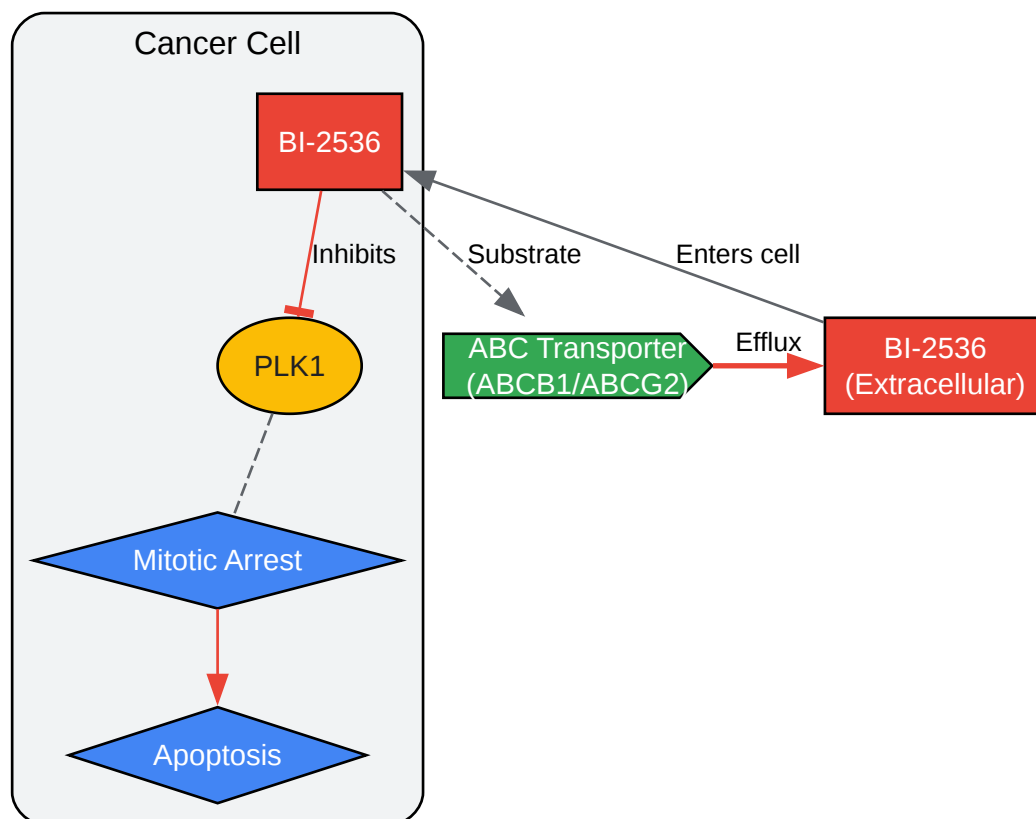 Cancer Cell
BI-2536
Inhibits
Substrate
Enters cell
ABC Transporter
(ABCB1/ABCG2)
Efflux
BI-2536
(Extracellular)
PLK1
Mitotic Arrest
Apoptosis